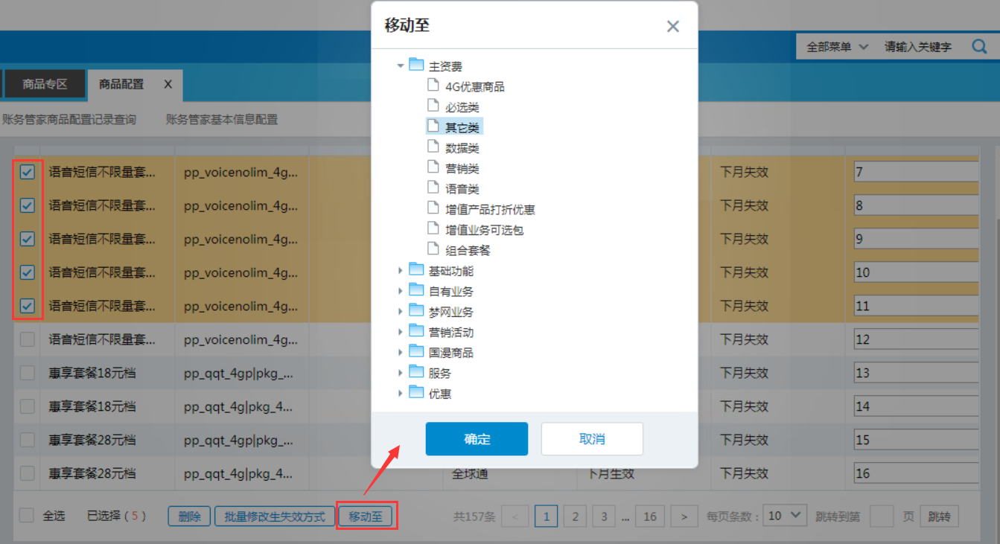 移动至
全部菜单 请输入关键字
商品专区 商品配置 X
账务管家商品配置记录查询 账务管家基本信息配置
主资费
4G优惠商品
必选类
其它类
数据类
营销类
语音类
增值产品打折优惠
增值业务可选包
组合套餐
基础功能
自有业务
梦网业务
营销活动
国漫商品
服务
优惠
确定 取消
语音短信不限量套... pp_voicenolim_4g... 下月失效 7
语音短信不限量套... pp_voicenolim_4g... 下月失效 8
语音短信不限量套... pp_voicenolim_4g... 下月失效 9
语音短信不限量套... pp_voicenolim_4g... 下月失效 10
语音短信不限量套... pp_voicenolim_4g... 下月失效 11
语音短信不限量套... pp_voicenolim_4g... 下月失效 12
惠享套餐18元档 pp_qqt_4gp|pkg_... 下月失效 13
惠享套餐18元档 pp_qqt_4g|pkg_4... 下月失效 14
惠享套餐28元档 pp_qqt_4gp|pkg_... 下月失效 15
惠享套餐28元档 pp_qqt_4g|pkg_4... 全球通 下月生效 下月失效 16
全选 已选择(5) 删除 批量修改生失效方式 移动至 共157条 < 1 2 3 ... 16 > 每页条数: 10 跳转到第 页 跳转